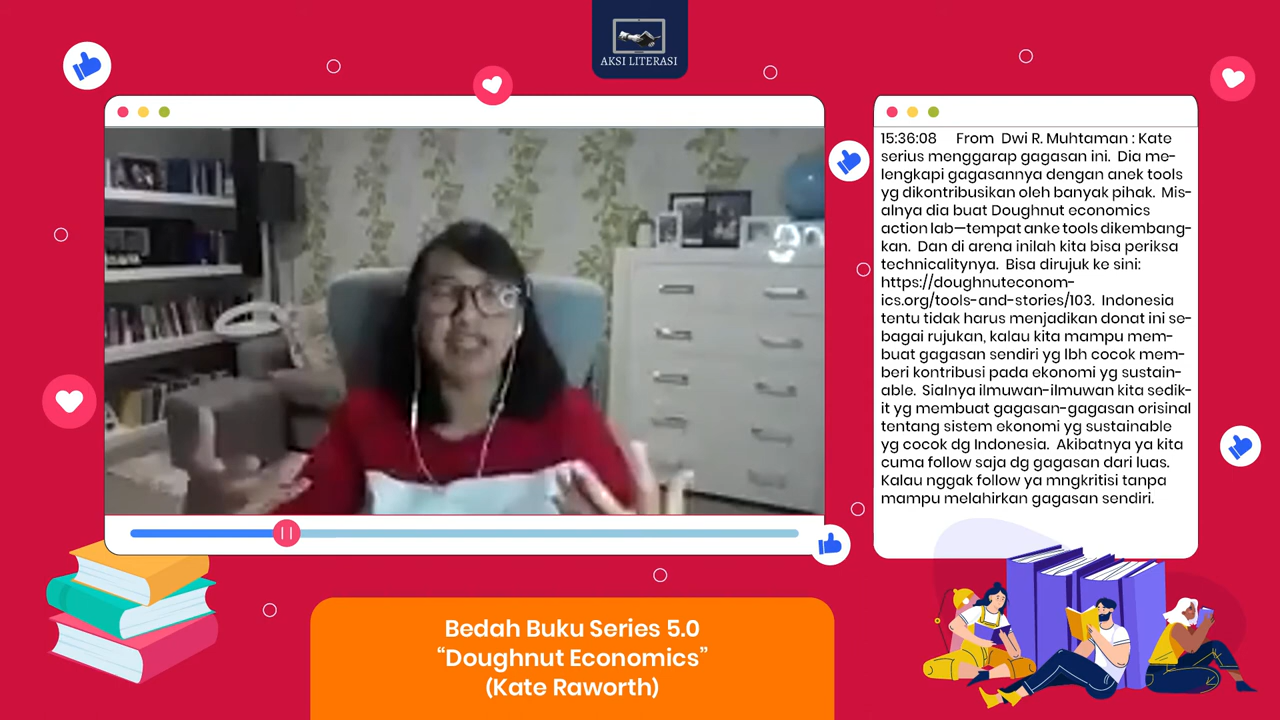 AKSI LITERASI
15:36:08 From Dwi R. Muhtaman : Kate
serius menggarap gagasan ini. Dia me-
lengkapi gagasannya dengan anek tools
yg dikontribusikan oleh banyak pihak. Mis-
alnya dia buat Doughnut economics
action lab—tempat anke tools dikembang-
kan. Dan di arena inilah kita bisa periksa
technicalitynya. Bisa dirujuk ke sini:
https://doughnuteconom-
ics.org/tools-and-stories/103. Indonesia
tentu tidak harus menjadikan donat ini se-
bagai rujukan, kalau kita mampu mem-
buat gagasan sendiri yg lbh cocok mem-
beri kontribusi pada ekonomi yg sustain-
able. Sialnya ilmuwan-ilmuwan kita sedik-
it yg membuat gagasan-gagasan orisinal
tentang sistem ekonomi yg sustainable
yg cocok dg Indonesia. Akibatnya ya kita
cuma follow saja dg gagasan dari luas.
Kalau nggak follow ya mngkritisi tanpa
mampu melahirkan gagasan sendiri.
Bedah Buku Series 5.0
“Doughnut Economics”
(Kate Raworth)